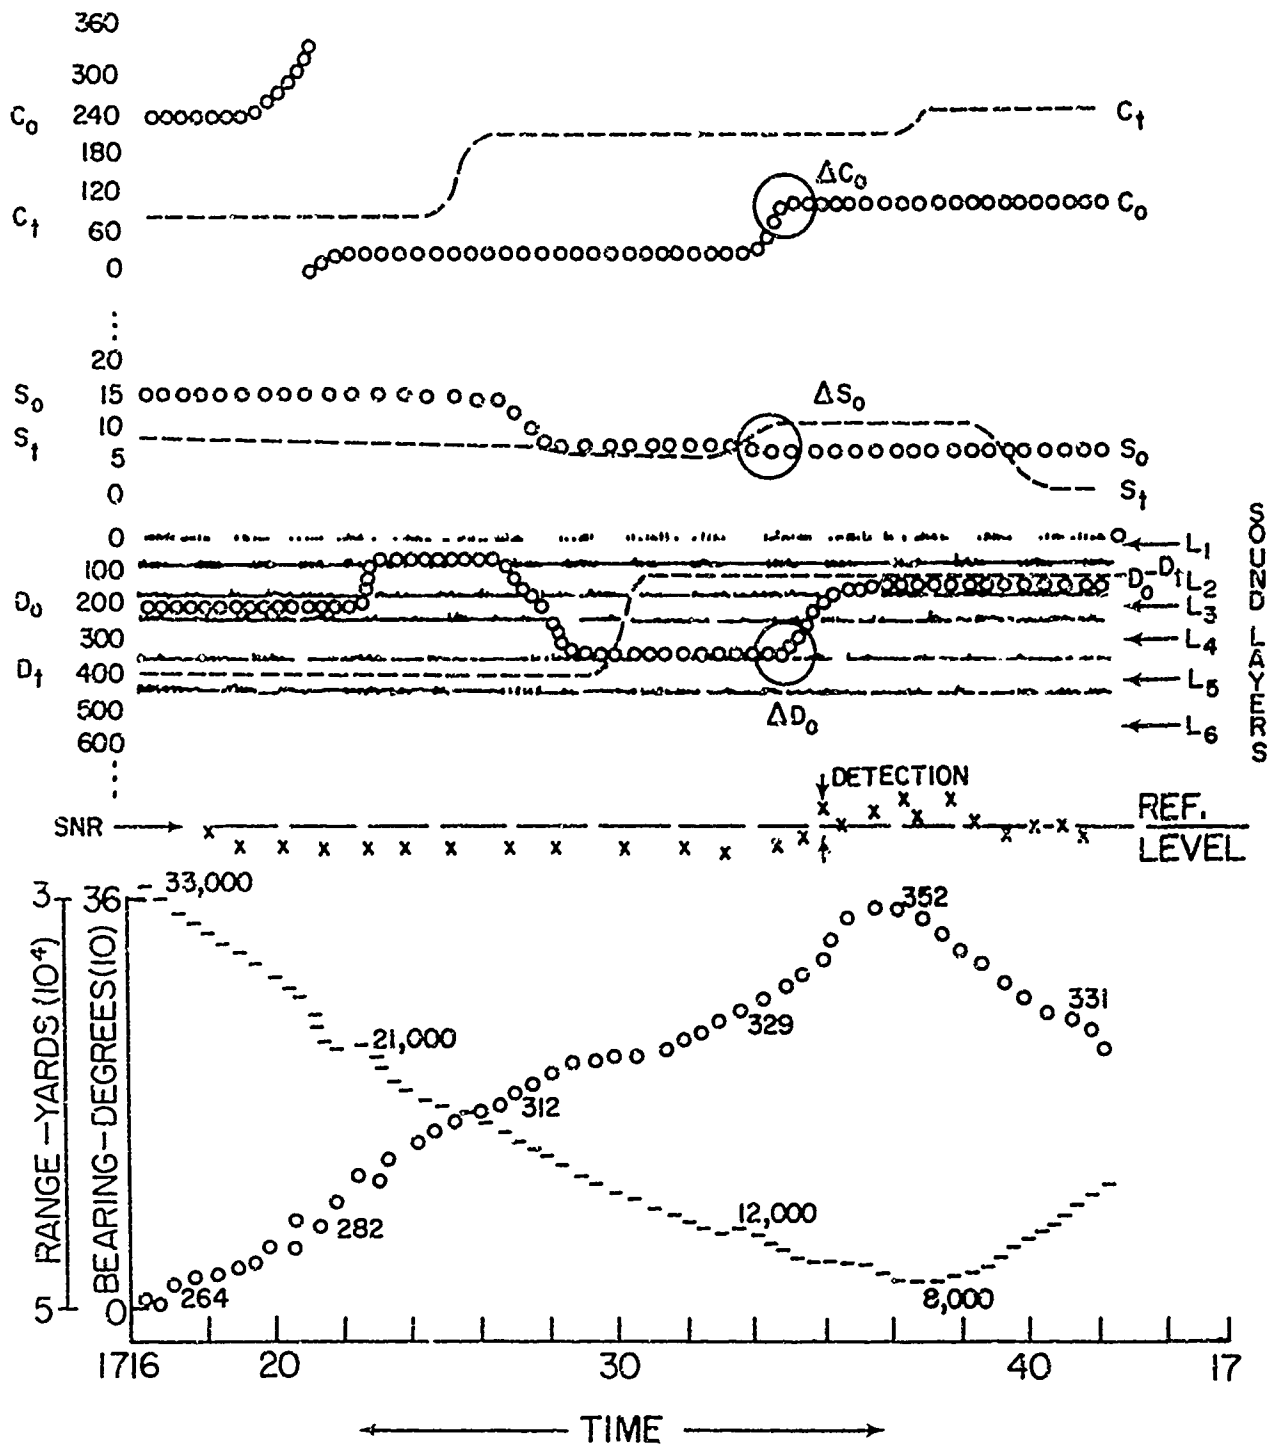 360
300
C₀ 240
Cₜ
180
ΔC₀
120
C₀
Cₜ
60
0
20
S₀ 15
ΔS₀
10
Sₜ
5
S₀
0
Sₜ
SOUND LAYERS
0
L₁
100
D₀-Dₜ
L₂
D₀ 200
L₃
300
L₄
Dₜ 400
L₅
500
ΔD₀
L₆
600
DETECTION
SNR
REF.
LEVEL
3 36
33,000
352
RANGE-YARDS (10⁴)
BEARING-DEGREES(10)
21,000
331
329
312
282
12,000
264
8,000
5 0
1716 20 30 40 17
TIME